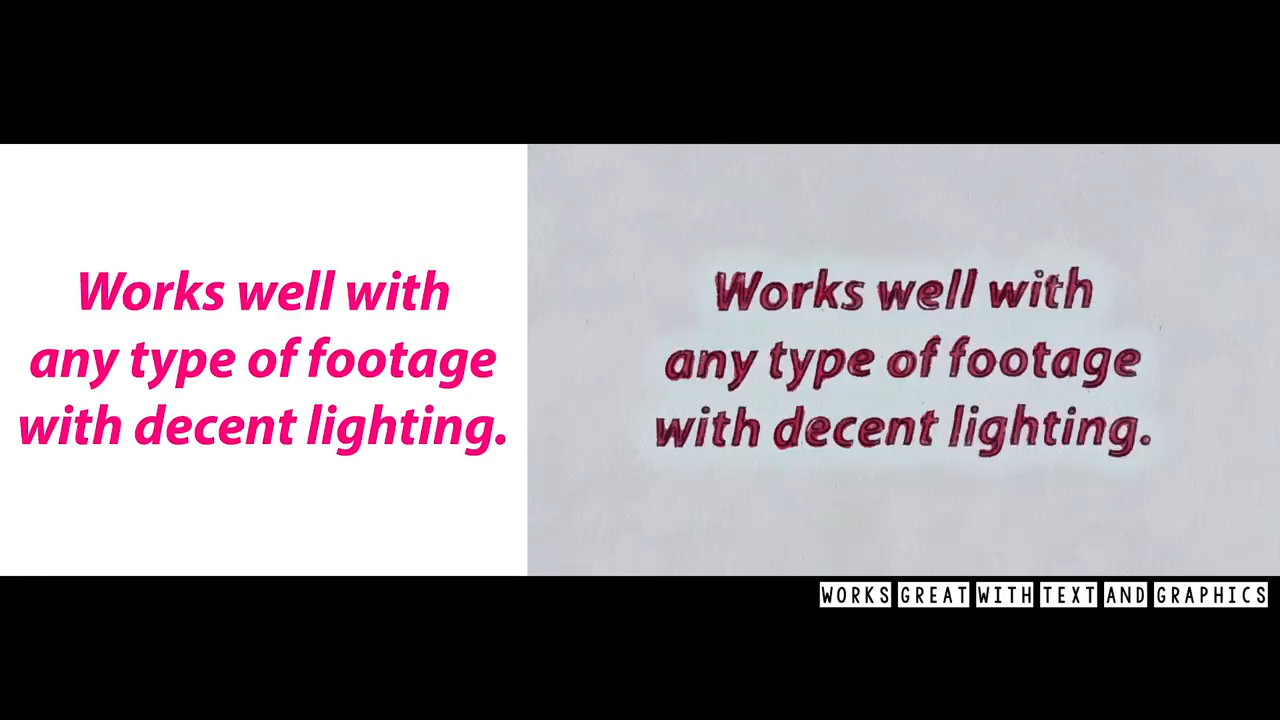 Works well with
any type of footage
with decent lighting.
Works well with
any type of footage
with decent lighting.
WORKS GREAT WITH TEXT AND GRAPHICS